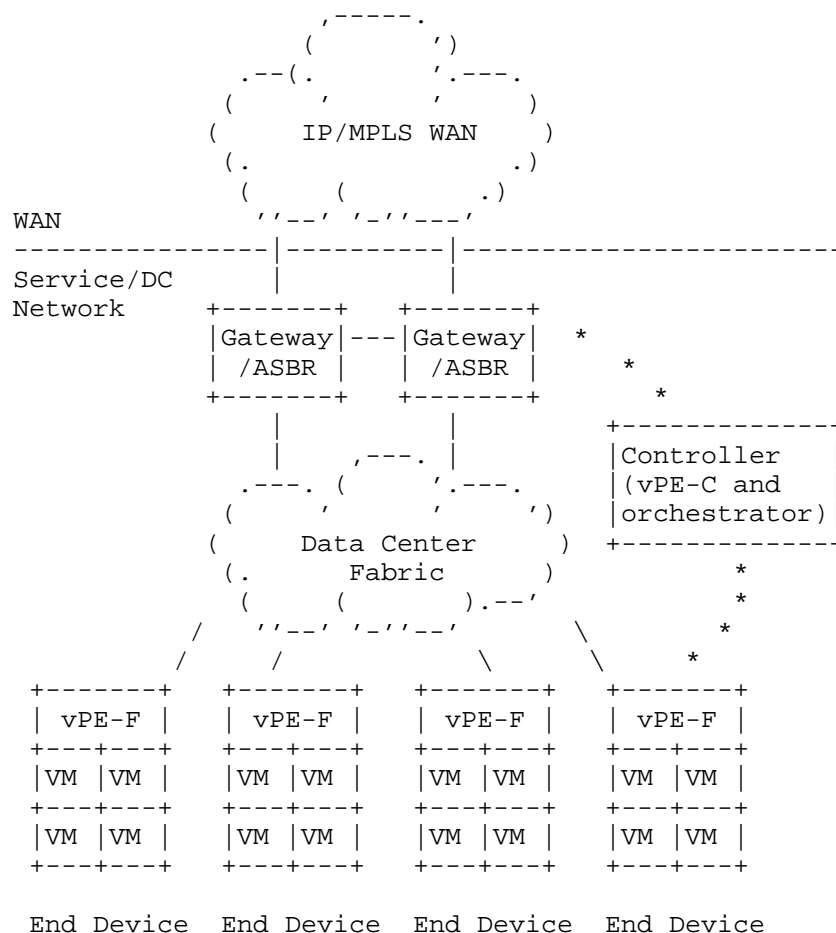 IP/MPLS WAN
WAN
Service/DC
Network
Gateway Gateway
/ASBR /ASBR
Controller
(vPE-C and
orchestrator)
Data Center
Fabric
vPE-F vPE-F vPE-F vPE-F
VM VM VM VM VM VM VM VM
VM VM VM VM VM VM VM VM
End Device End Device End Device End Device